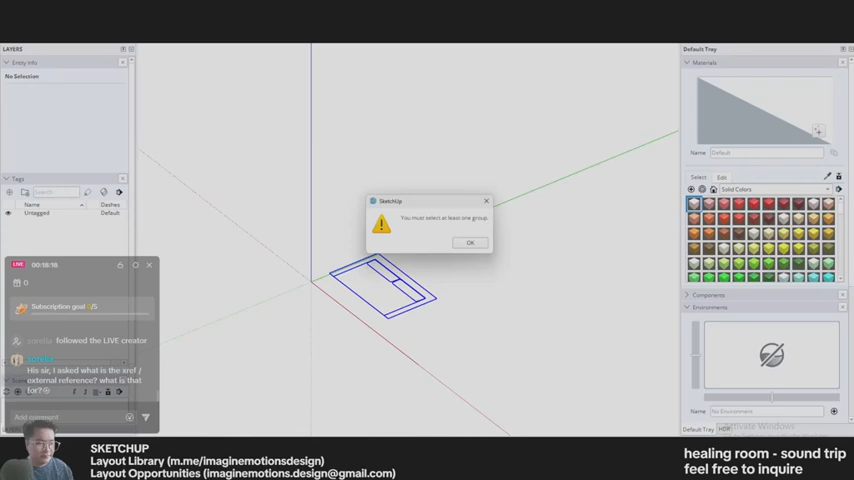 LAYERS
Entity Info
No Selection
Tags
Search
Name
Dashes
Untagged
Default
LIVE
00:18:18
0
Subscription goal
/5
followed the LIVE creator
His sir, I asked what is the xref /
external reference? what is that
for?
Add comment
SketchUp
You must select at least one group.
OK
Default Tray
Materials
Name
Default
Select
Edit
Solid Colors
Components
Environments
Name
No Environment
Default Tray
Activate Windows
SKETCHUP
Layout Library (m.me/imaginemotionsdesign)
Layout Opportunities (imaginemotions.design@gmail.com)
healing room - sound trip
feel free to inquire